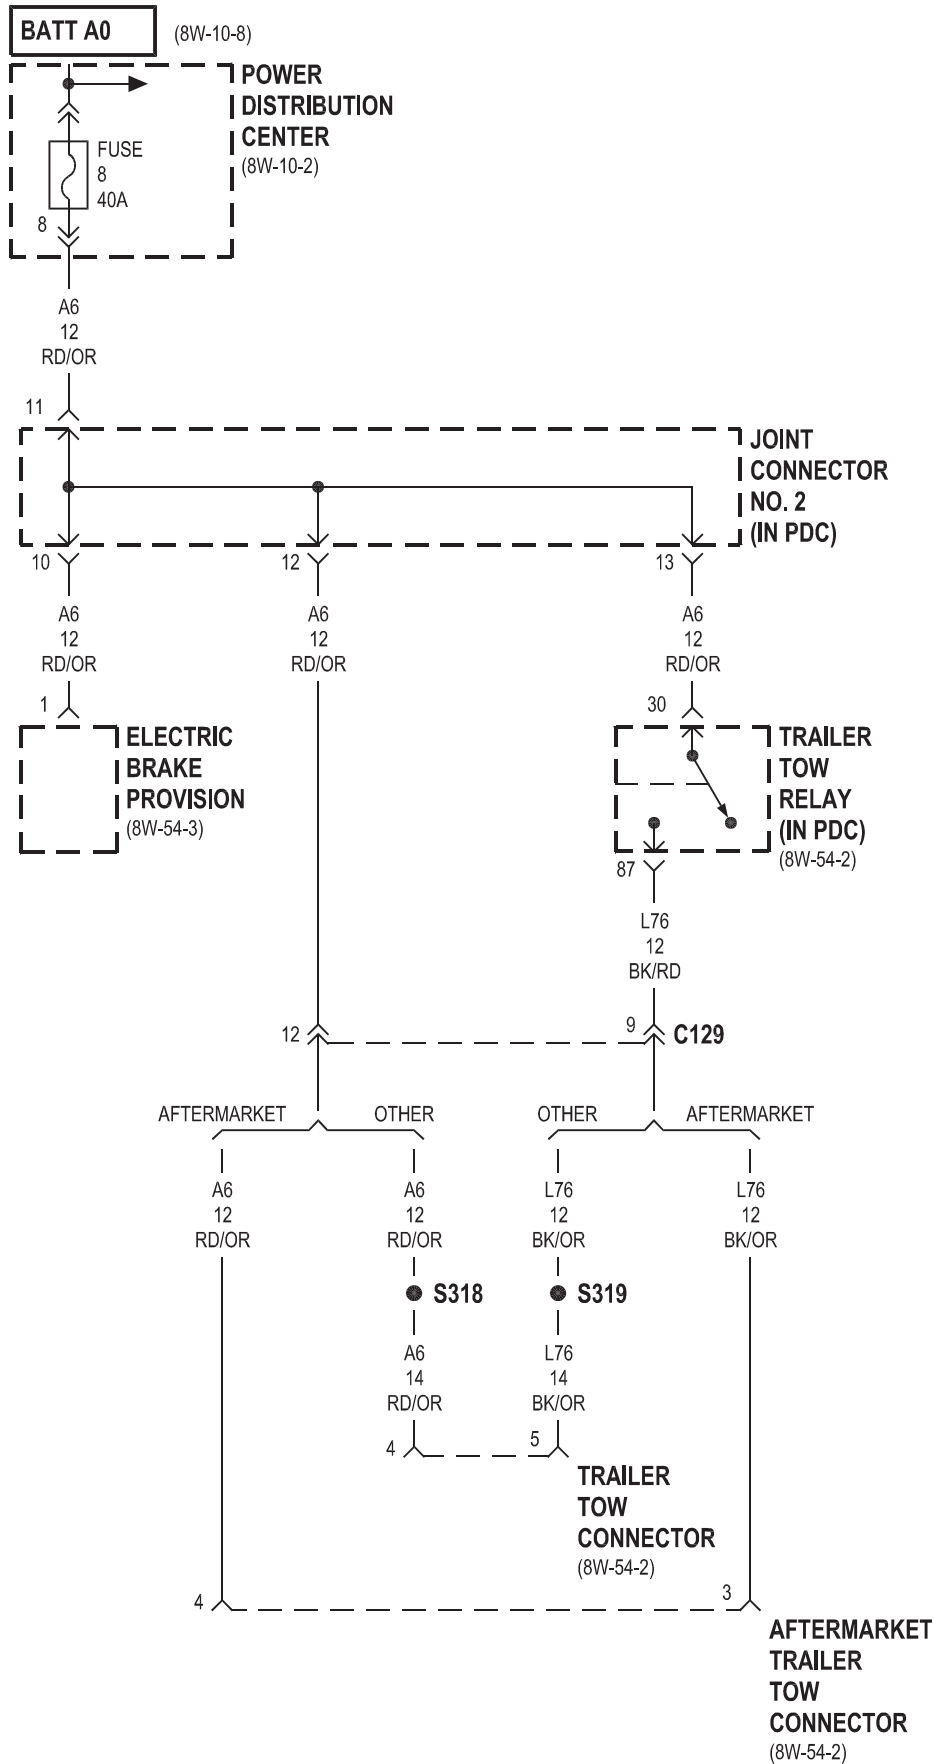 BATT A0
(8W-10-8)
POWER
DISTRIBUTION
CENTER
(8W-10-2)
FUSE
8
40A
8
A6
12
RD/OR
11
JOINT
CONNECTOR
NO. 2
(IN PDC)
10
12
13
A6
12
RD/OR
A6
12
RD/OR
A6
12
RD/OR
1
ELECTRIC
BRAKE
PROVISION
(8W-54-3)
30
TRAILER
TOW
RELAY
(IN PDC)
(8W-54-2)
87
L76
12
BK/RD
12
9
C129
AFTERMARKET
OTHER
OTHER
AFTERMARKET
A6
12
RD/OR
A6
12
RD/OR
L76
12
BK/OR
L76
12
BK/OR
S318
S319
A6
14
RD/OR
L76
14
BK/OR
4
5
TRAILER
TOW
CONNECTOR
(8W-54-2)
4
3
AFTERMARKET
TRAILER
TOW
CONNECTOR
(8W-54-2)